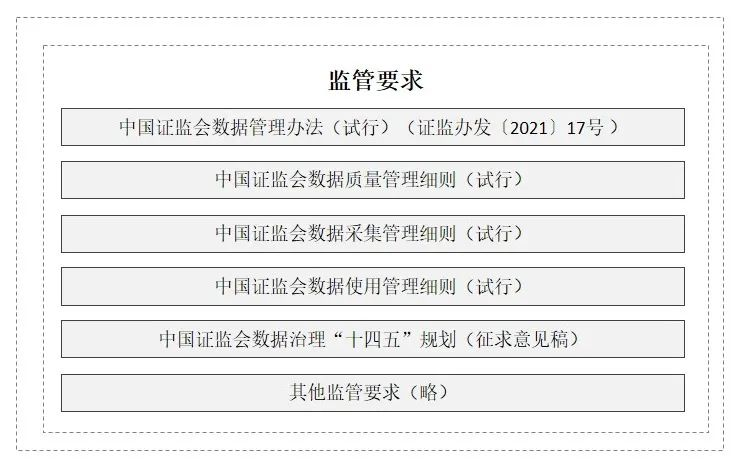 监管要求
中国证监会数据管理办法（试行）（证监办发〔2021〕17号 ）
中国证监会数据质量管理细则（试行）
中国证监会数据采集管理细则（试行）
中国证监会数据使用管理细则（试行）
中国证监会数据治理“十四五”规划（征求意见稿）
其他监管要求（略）